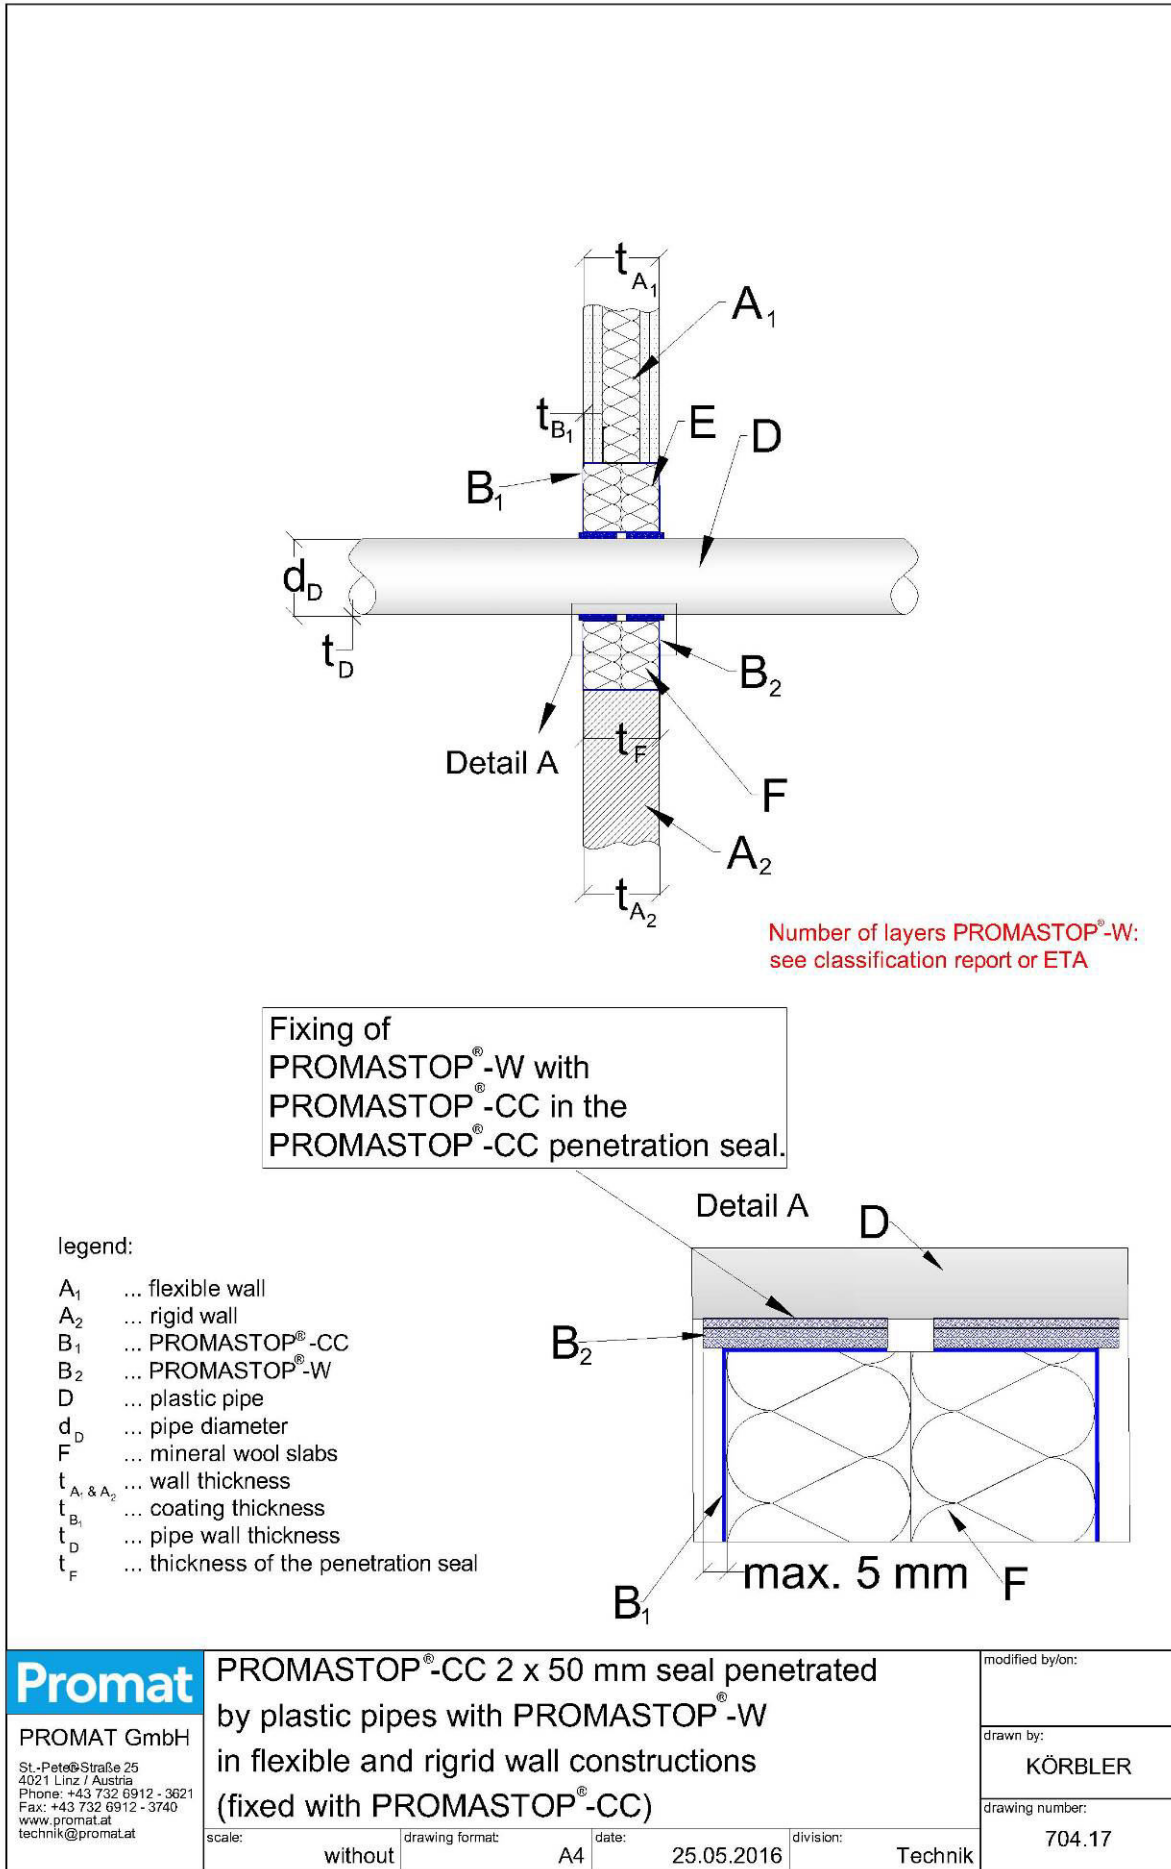 tA1
A1
tB1
E
D
B1
dD
tD
B2
Detail A
tF
F
A2
tA2
Number of layers PROMASTOP®-W:
see classification report or ETA
Fixing of
PROMASTOP®-W with
PROMASTOP®-CC in the
PROMASTOP®-CC penetration seal.
Detail A
D
B2
B1
max. 5 mm
F
legend:
A1 ... flexible wall
A2 ... rigid wall
B1 ... PROMASTOP®-CC
B2 ... PROMASTOP®-W
D ... plastic pipe
dD ... pipe diameter
F ... mineral wool slabs
tA1 & A2 ... wall thickness
tB1 ... coating thickness
tD ... pipe wall thickness
tF ... thickness of the penetration seal
Promat
PROMAT GmbH
St.-Pete®Straße 25
4021 Linz / Austria
Phone: +43 732 6912 - 3621
Fax: +43 732 6912 - 3740
www.promat.at
technik@promat.at
PROMASTOP®-CC 2 x 50 mm seal penetrated
by plastic pipes with PROMASTOP®-W
in flexible and rigrid wall constructions
(fixed with PROMASTOP®-CC)
scale: without
drawing format: A4
date: 25.05.2016
division: Technik
modified by/on:
drawn by:
KÖRBLER
drawing number:
704.17